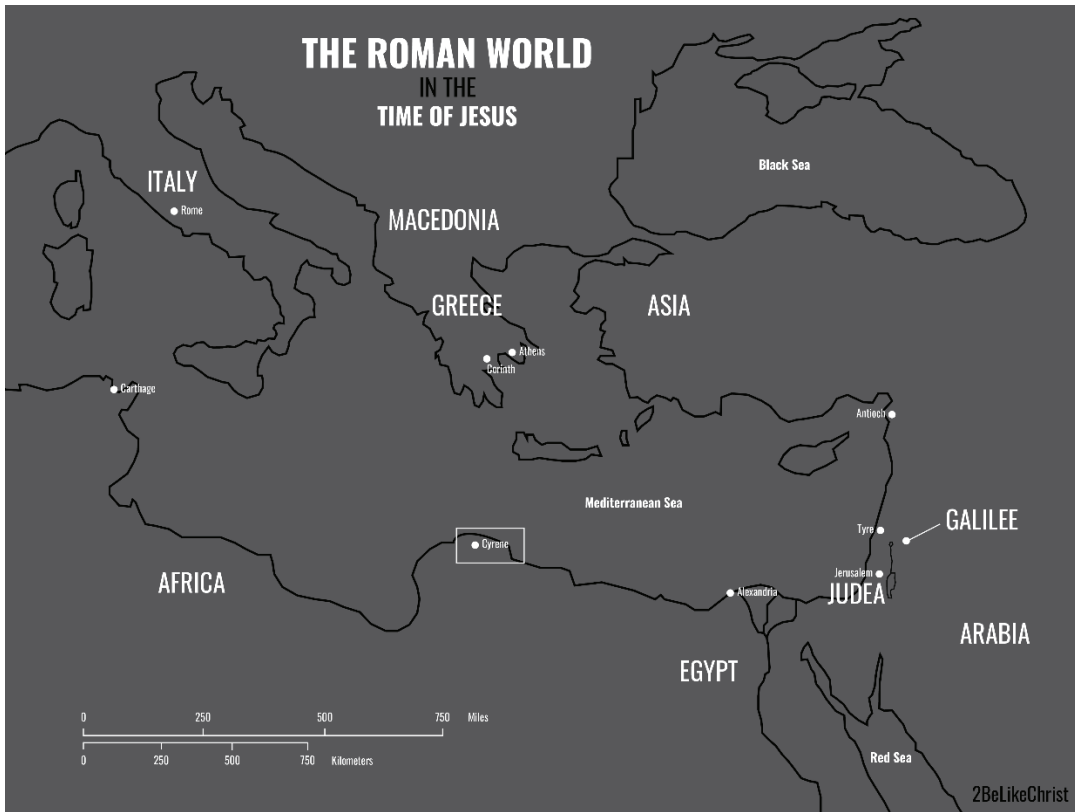 THE ROMAN WORLD
IN THE
TIME OF JESUS
Black Sea
ITALY
Rome
MACEDONIA
GREECE
ASIA
Athens
Corinth
Carthage
Antioch
Mediterranean Sea
GALILEE
Tyre
Cyrene
AFRICA
Jerusalem
JUDEA
Alexandria
ARABIA
EGYPT
0 250 500 750 Miles
0 250 500 750 Kilometers
Red Sea
2BeLikeChrist